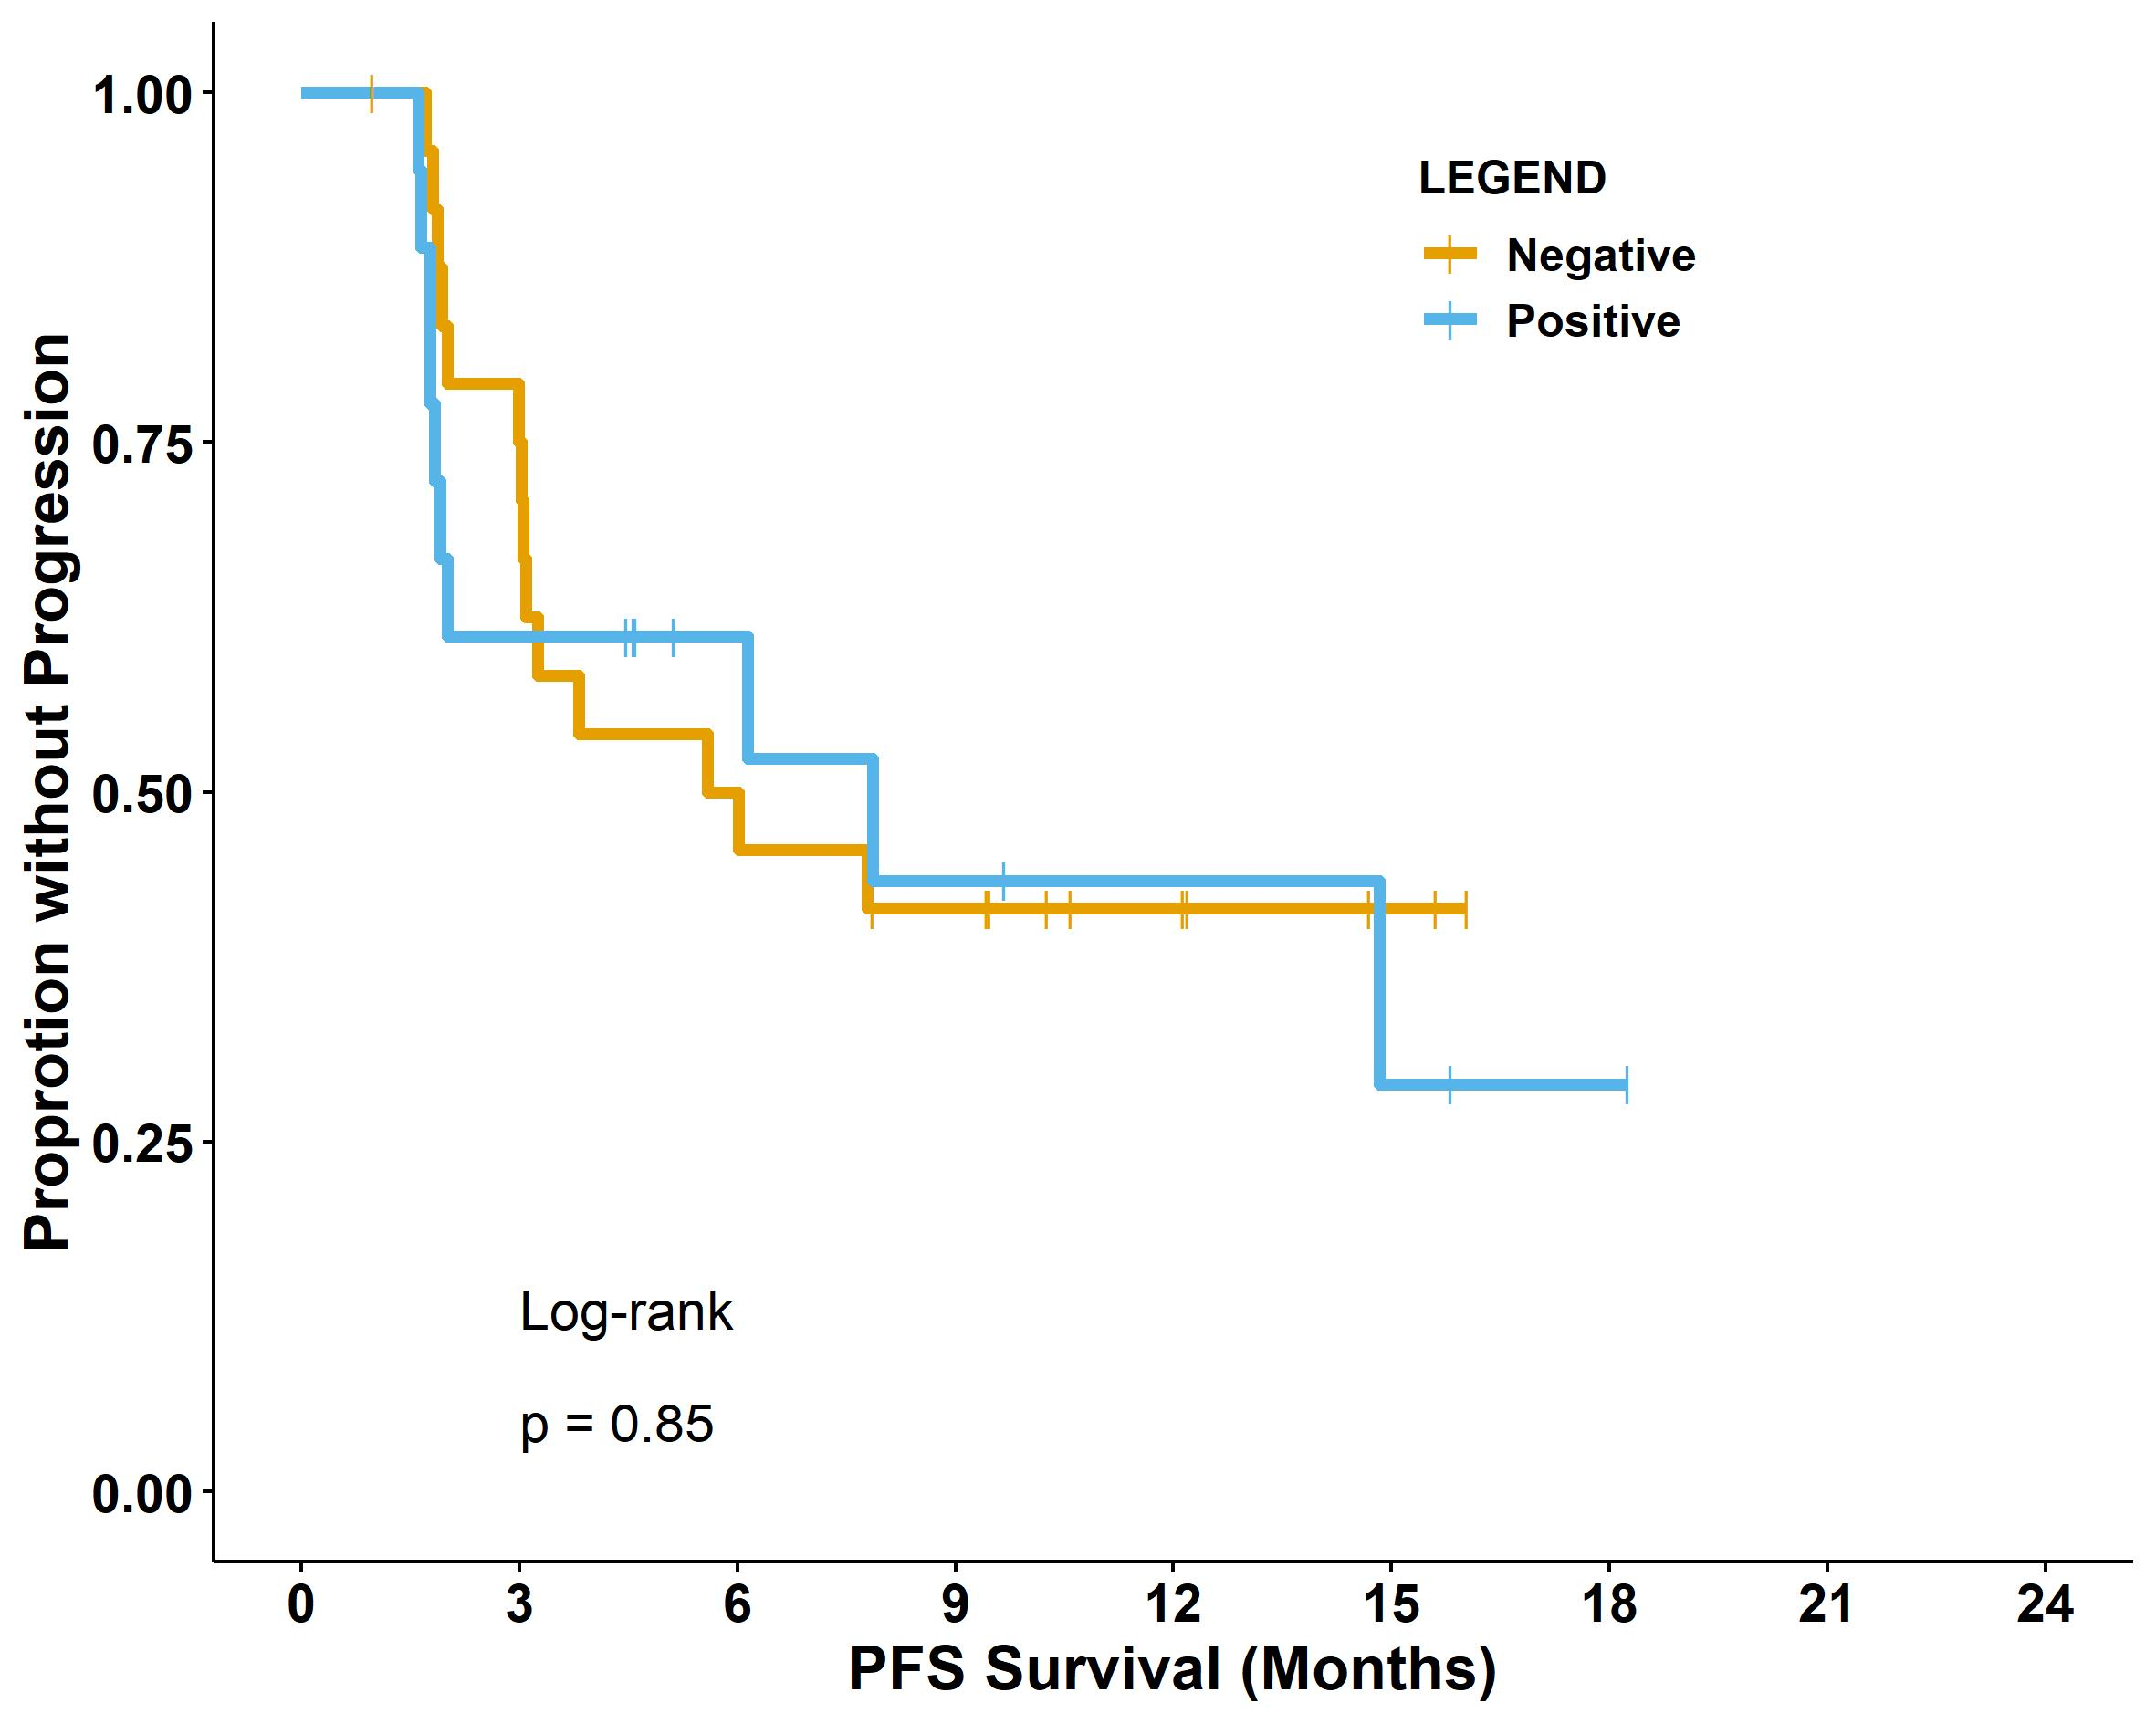 Proprotion without Progression
1.00
0.75
0.50
0.25
0.00
LEGEND
Negative
Positive
Log-rank
p = 0.85
0 3 6 9 12 15 18 21 24
PFS Survival (Months)